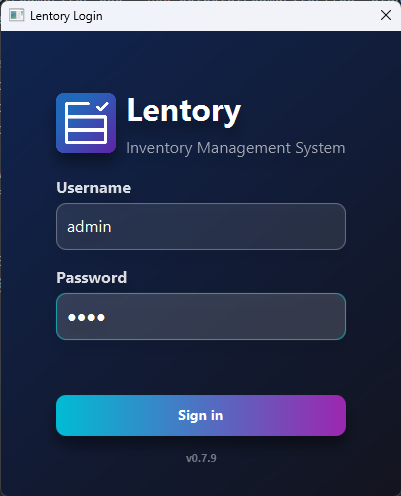 Lentory Login
Lentory
Inventory Management System
Username
admin
Password
••••
Sign in
v0.7.9